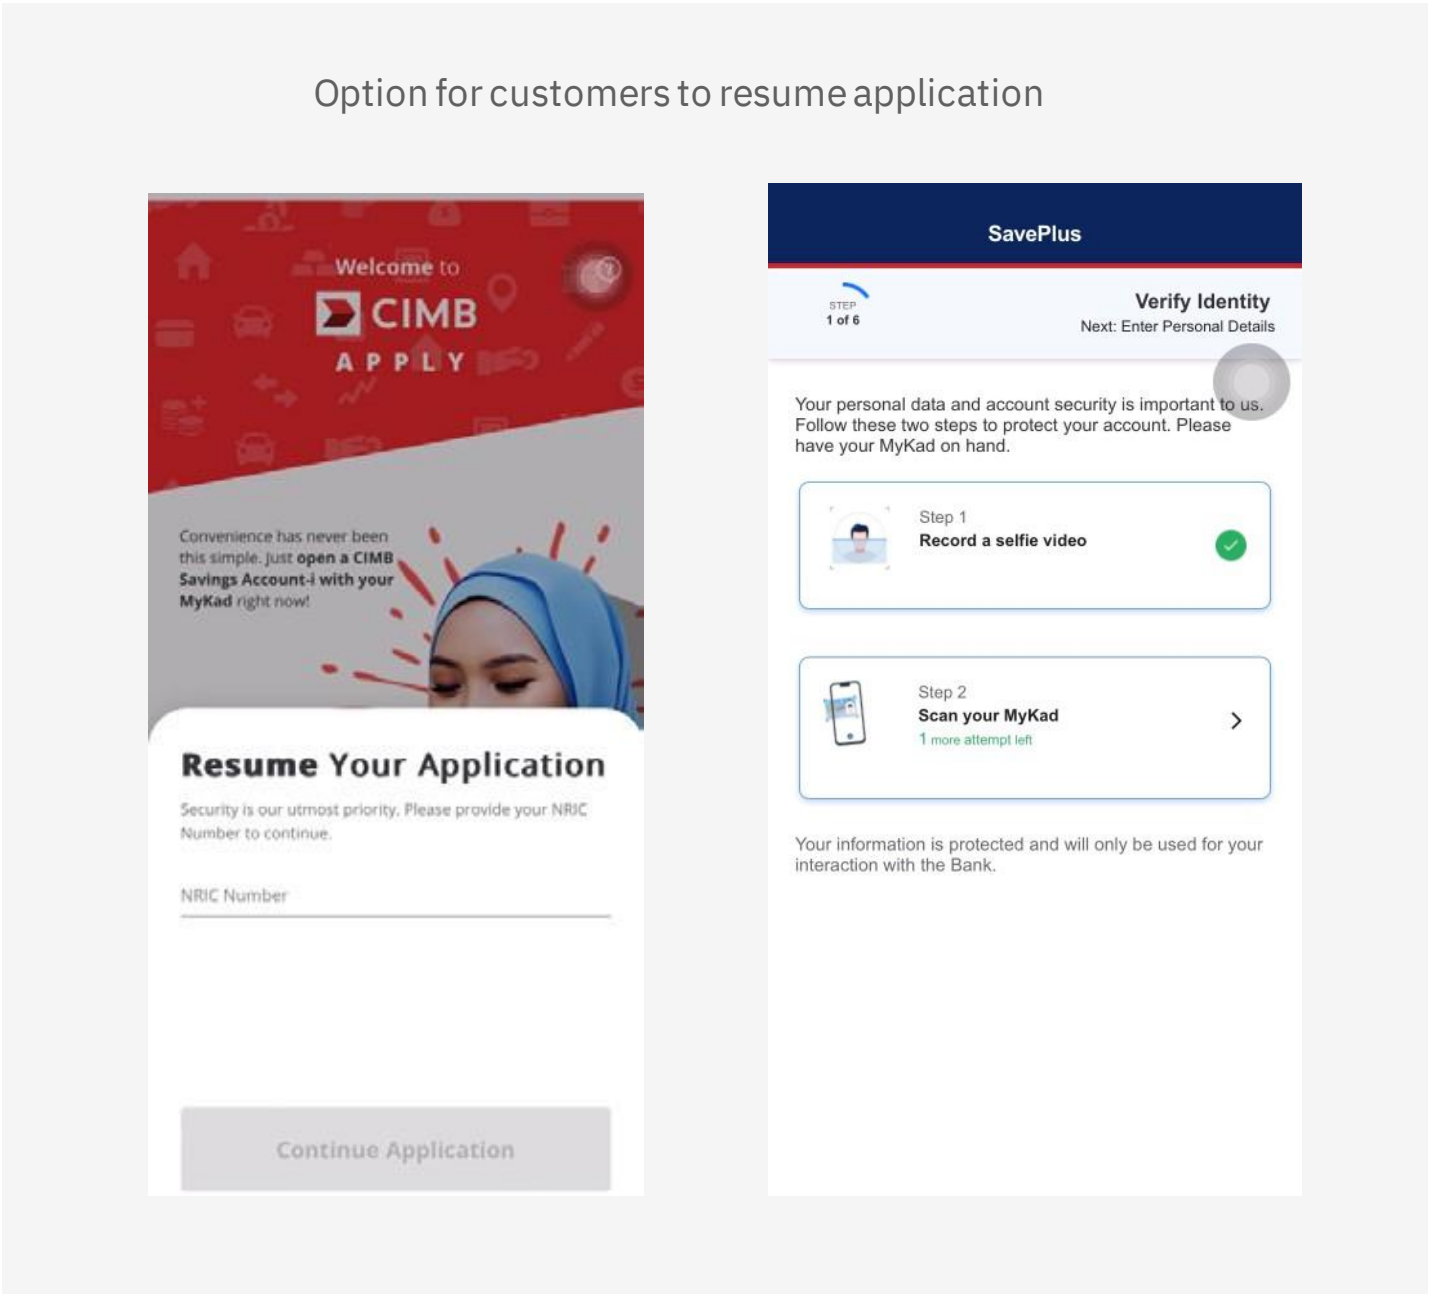 Option for customers to resume application
Welcome to
CIMB
APPLY
Convenience has never been
this simple. Just open a CIMB
Savings Account-i with your
MyKad right now!
Resume Your Application
Security is our utmost priority. Please provide your NRIC
Number to continue.
NRIC Number
Continue Application
SavePlus
STEP
1 of 6
Verify Identity
Next: Enter Personal Details
Your personal data and account security is important to us.
Follow these two steps to protect your account. Please
have your MyKad on hand.
Step 1
Record a selfie video
Step 2
Scan your MyKad
1 more attempt left
Your information is protected and will only be used for your
interaction with the Bank.